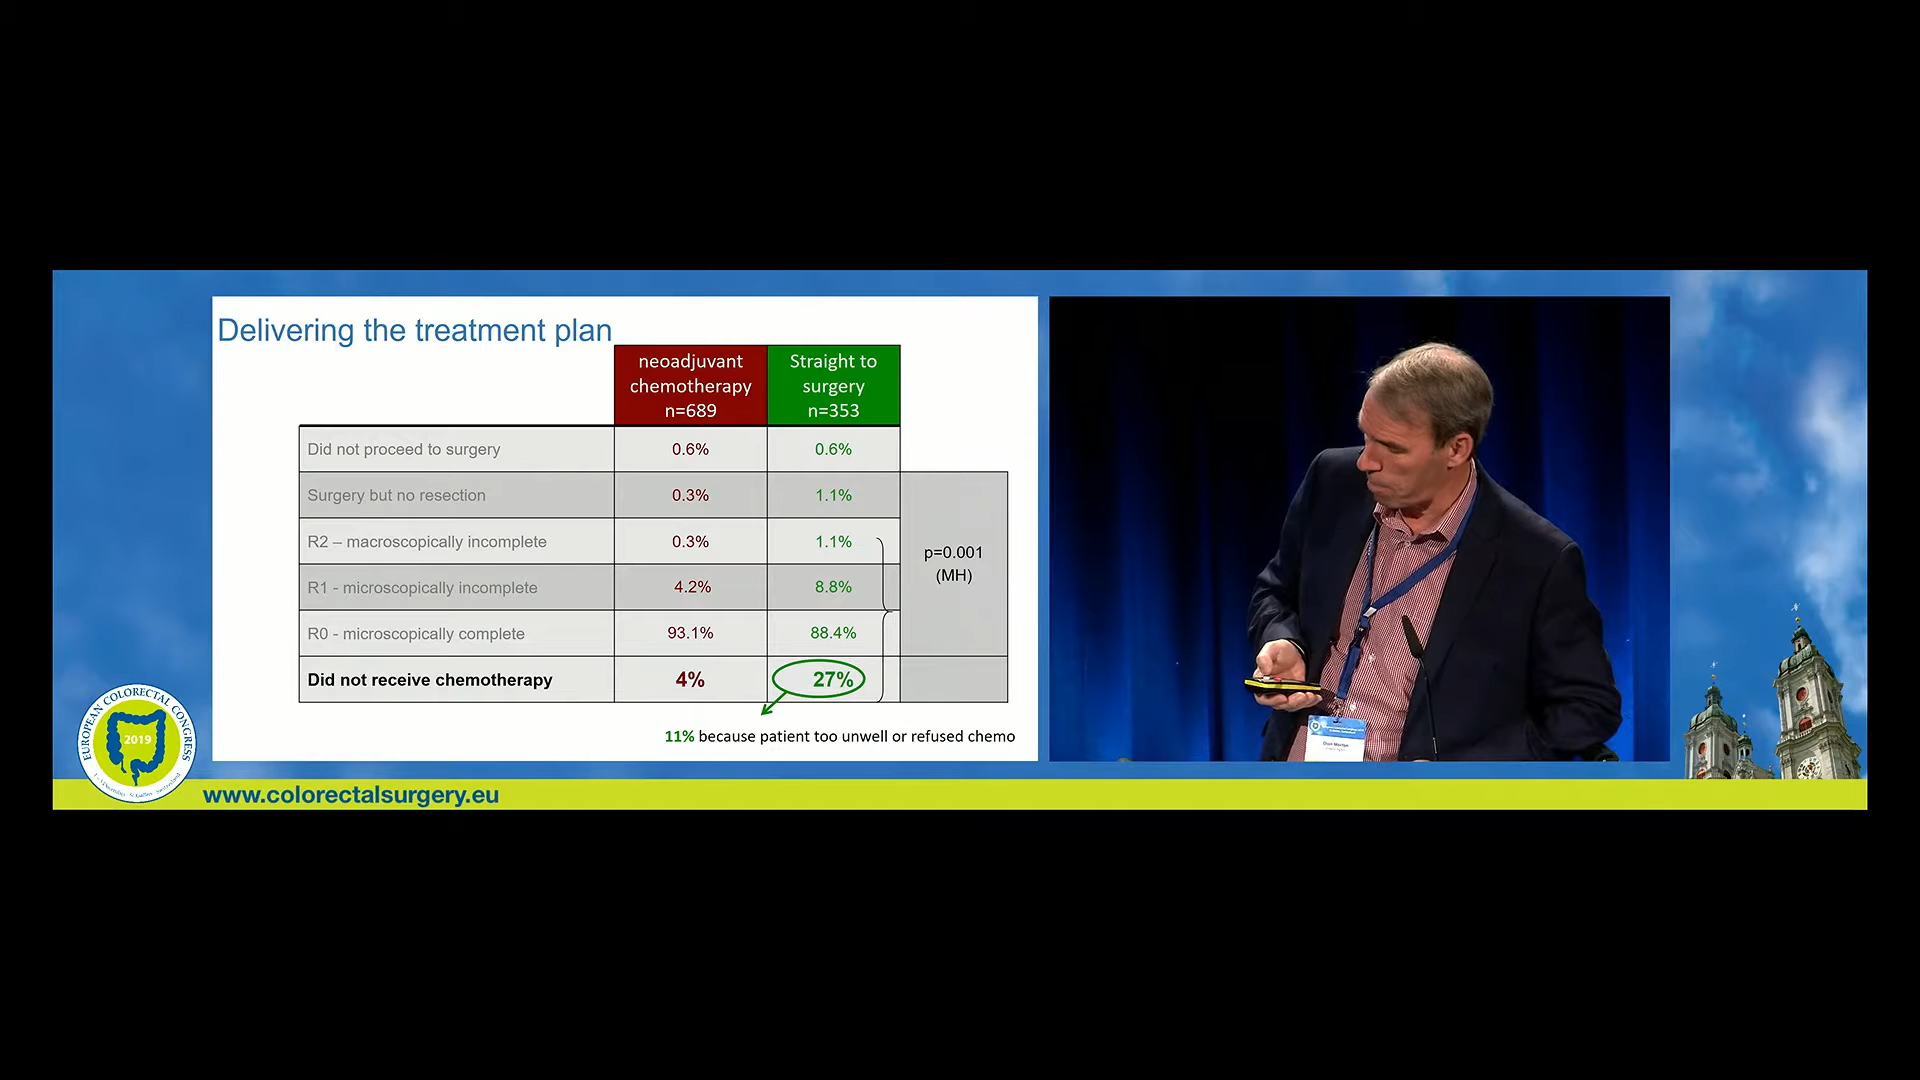 Delivering the treatment plan
neoadjuvant chemotherapy n=689
Straight to surgery n=353
Did not proceed to surgery 0.6% 0.6%
Surgery but no resection 0.3% 1.1%
R2 – macroscopically incomplete 0.3% 1.1%
p=0.001
(MH)
R1 - microscopically incomplete 4.2% 8.8%
R0 - microscopically complete 93.1% 88.4%
Did not receive chemotherapy 4% 27%
11% because patient too unwell or refused chemo
EUROPEAN COLORECTAL CONGRESS
2019
www.colorectalsurgery.eu